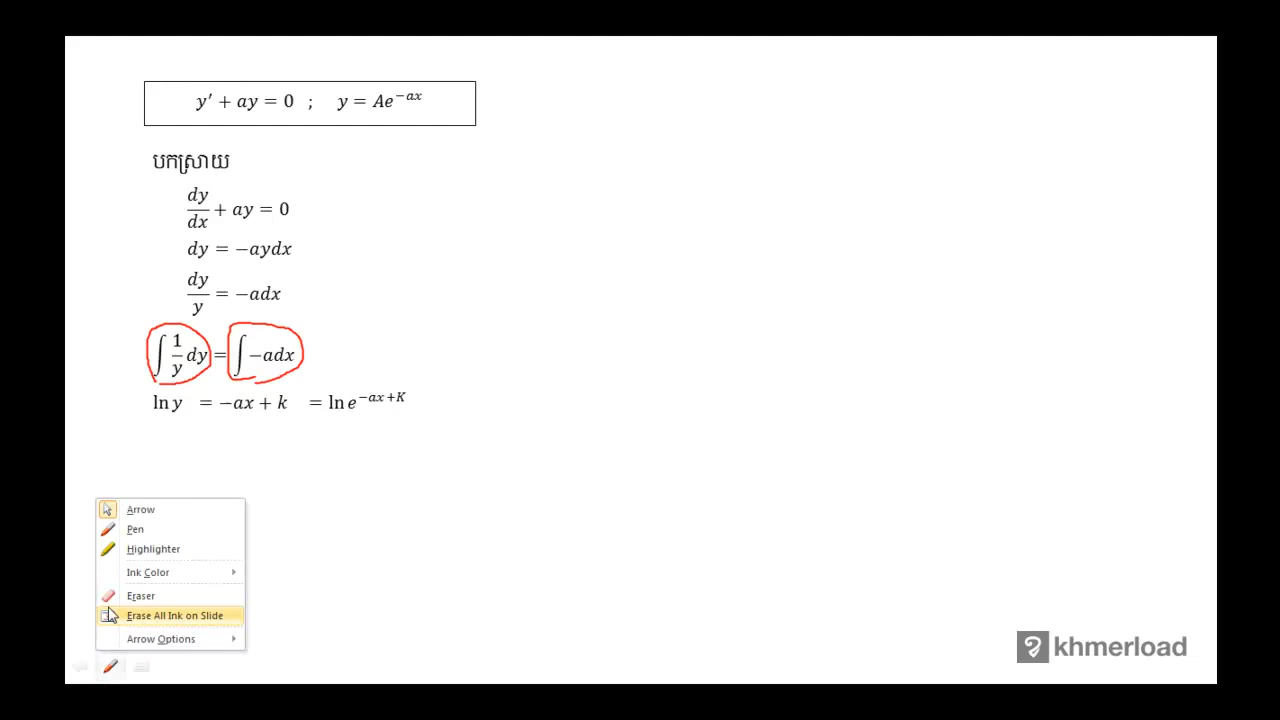 y′ + ay = 0 ; y = Ae^{−ax}
បកស្រាយ
dy/dx + ay = 0
dy = −aydx
dy/y = −adx
∫ 1/y dy = ∫ −adx
ln y = −ax + k = ln e^{−ax+K}
Arrow
Pen
Highlighter
Ink Color
Eraser
Erase All Ink on Slide
Arrow Options
khmerload